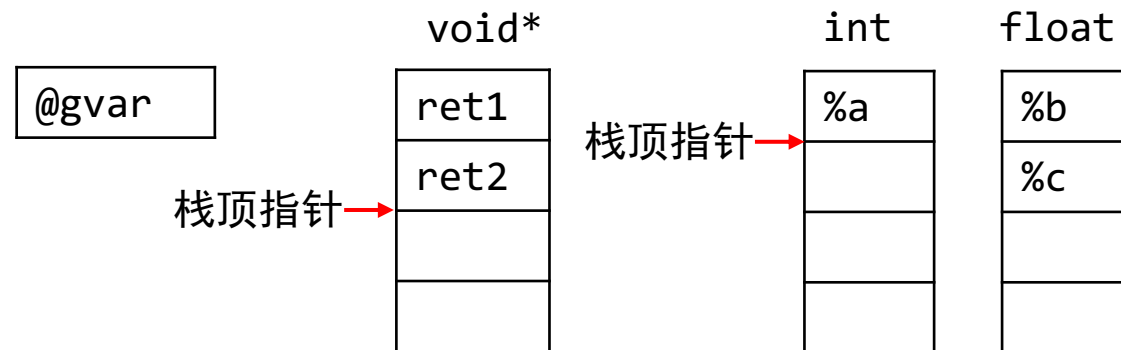 void* int float
@gvar ret1 %a %b
栈顶指针
ret2 %c
栈顶指针